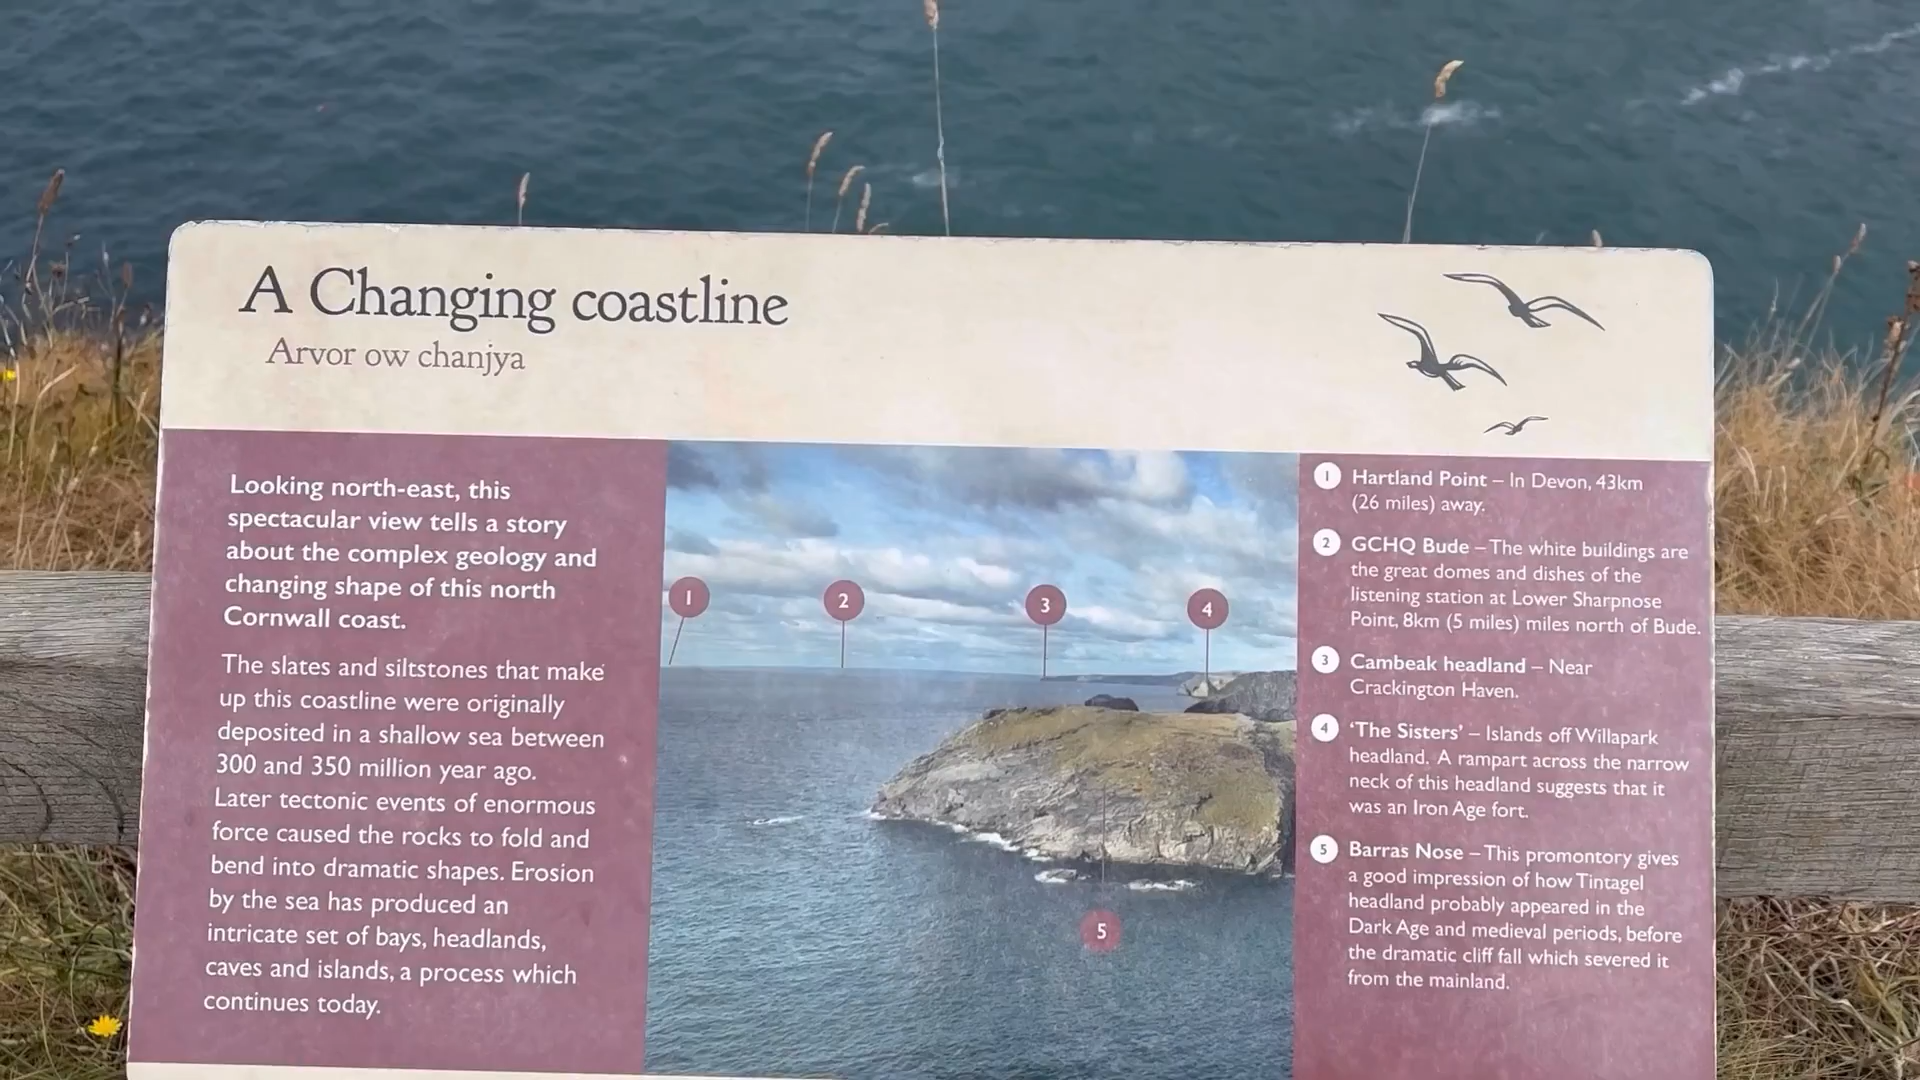 A Changing coastline
Arvor ow chanjya
Looking north-east, this
spectacular view tells a story
about the complex geology and
changing shape of this north
Cornwall coast.
The slates and siltstones that make
up this coastline were originally
deposited in a shallow sea between
300 and 350 million year ago.
Later tectonic events of enormous
force caused the rocks to fold and
bend into dramatic shapes. Erosion
by the sea has produced an
intricate set of bays, headlands,
caves and islands, a process which
continues today.
1
2
3
4
5
1 Hartland Point – In Devon, 43km
(26 miles) away.
2 GCHQ Bude – The white buildings are
the great domes and dishes of the
listening station at Lower Sharpnose
Point, 8km (5 miles) miles north of Bude.
3 Cambeak headland – Near
Crackington Haven.
4 ‘The Sisters’ – Islands off Willapark
headland. A rampart across the narrow
neck of this headland suggests that it
was an Iron Age fort.
5 Barras Nose – This promontory gives
a good impression of how Tintagel
headland probably appeared in the
Dark Age and medieval periods, before
the dramatic cliff fall which severed it
from the mainland.